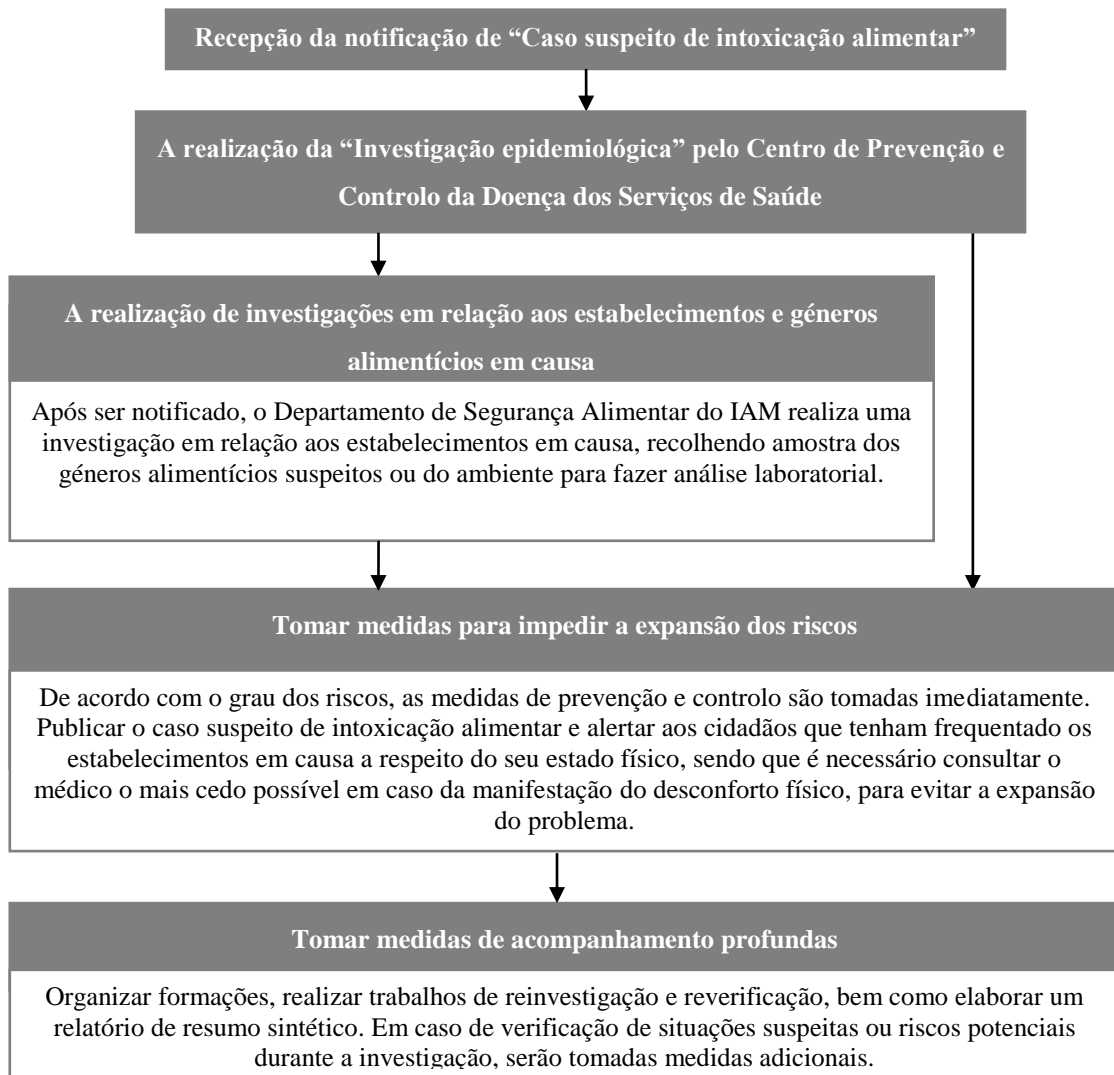 Recepção da notificação de “Caso suspeito de intoxicação alimentar”
A realização da “Investigação epidemiológica” pelo Centro de Prevenção e
Controlo da Doença dos Serviços de Saúde
A realização de investigações em relação aos estabelecimentos e géneros
alimentícios em causa
Após ser notificado, o Departamento de Segurança Alimentar do IAM realiza uma
investigação em relação aos estabelecimentos em causa, recolhendo amostra dos
géneros alimentícios suspeitos ou do ambiente para fazer análise laboratorial.
Tomar medidas para impedir a expansão dos riscos
De acordo com o grau dos riscos, as medidas de prevenção e controlo são tomadas imediatamente.
Publicar o caso suspeito de intoxicação alimentar e alertar aos cidadãos que tenham frequentado os
estabelecimentos em causa a respeito do seu estado físico, sendo que é necessário consultar o
médico o mais cedo possível em caso da manifestação do desconforto físico, para evitar a expansão
do problema.
Tomar medidas de acompanhamento profundas
Organizar formações, realizar trabalhos de reinvestigação e reverificação, bem como elaborar um
relatório de resumo sintético. Em caso de verificação de situações suspeitas ou riscos potenciais
durante a investigação, serão tomadas medidas adicionais.